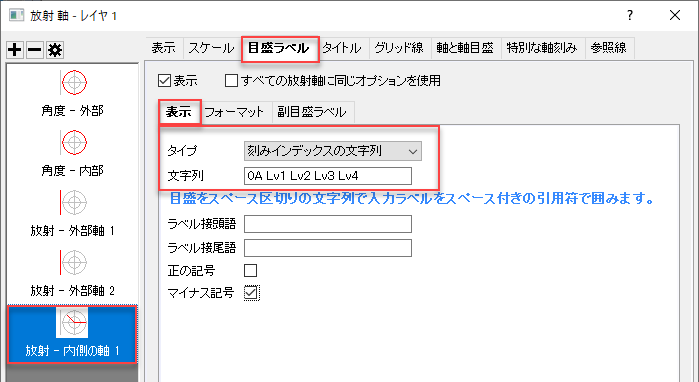 放射 軸 - レイヤ 1
? ×
表示 スケール 目盛ラベル タイトル グリッド線 軸と軸目盛 特別な軸刻み 参照線
表示 すべての放射軸に同じオプションを使用
角度 - 外部
角度 - 内部
放射 - 外部軸 1
放射 - 外部軸 2
放射 - 内側の軸 1
表示 フォーマット 副目盛ラベル
タイプ 刻みインデックスの文字列
文字列 0A Lv1 Lv2 Lv3 Lv4
目盛をスペース区切りの文字列で入力ラベルをスペース付きの引用符で囲みます。
ラベル接頭語
ラベル接尾語
正の記号
マイナス記号